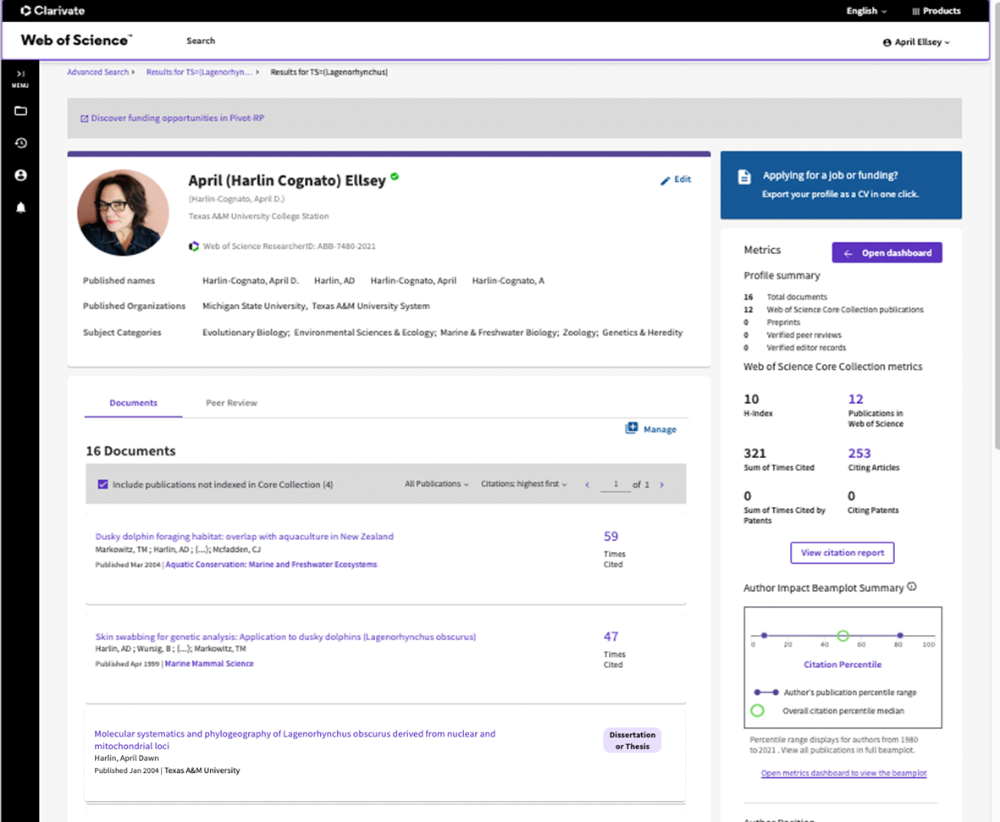 Clarivate
English
Products
Web of Science™
Search
April Ellsey
MENU
Advanced Search >
Results for TS=(Lagenorhyn... >
Results for TS=(Lagenorhynchus)
Discover funding opportunities in Pivot-RP
April (Harlin Cognato) Ellsey
Edit
(Harlin-Cognato, April D.)
Texas A&M University College Station
Web of Science ResearcherID: ABB-7480-2021
Published names Harlin-Cognato, April D. Harlin, AD Harlin-Cognato, April Harlin-Cognato, A
Published Organizations Michigan State University, Texas A&M University System
Subject Categories Evolutionary Biology; Environmental Sciences & Ecology; Marine & Freshwater Biology; Zoology; Genetics & Heredity
Documents
Peer Review
Manage
16 Documents
Include publications not indexed in Core Collection (4)
All Publications
Citations: highest first
< 1 of 1 >
Dusky dolphin foraging habitat: overlap with aquaculture in New Zealand
Markowitz, TM ; Harlin, AD ; (...); Mcfadden, CJ
Published Mar 2004 | Aquatic Conservation: Marine and Freshwater Ecosystems
59
Times
Cited
Skin swabbing for genetic analysis: Application to dusky dolphins (Lagenorhynchus obscurus)
Harlin, AD ; Wursig, B ; (...); Markowitz, TM
Published Apr 1999 | Marine Mammal Science
47
Times
Cited
Molecular systematics and phylogeography of Lagenorhynchus obscurus derived from nuclear and
mitochondrial loci
Harlin, April Dawn
Published Jan 2004 | Texas A&M University
Dissertation
or Thesis
Applying for a job or funding?
Export your profile as a CV in one click.
Metrics
Open dashboard
Profile summary
16 Total documents
12 Web of Science Core Collection publications
0 Preprints
0 Verified peer reviews
0 Verified editor records
Web of Science Core Collection metrics
10
H-Index
12
Publications in
Web of Science
321
Sum of Times Cited
253
Citing Articles
0
Sum of Times Cited by
Patents
0
Citing Patents
View citation report
Author Impact Beamplot Summary
0 20 40 60 80 100
Citation Percentile
Author's publication percentile range
Overall citation percentile median
Percentile range displays for authors from 1980
to 2021 . View all publications in full beamplot.
Open metrics dashboard to view the beamplot
Author Position